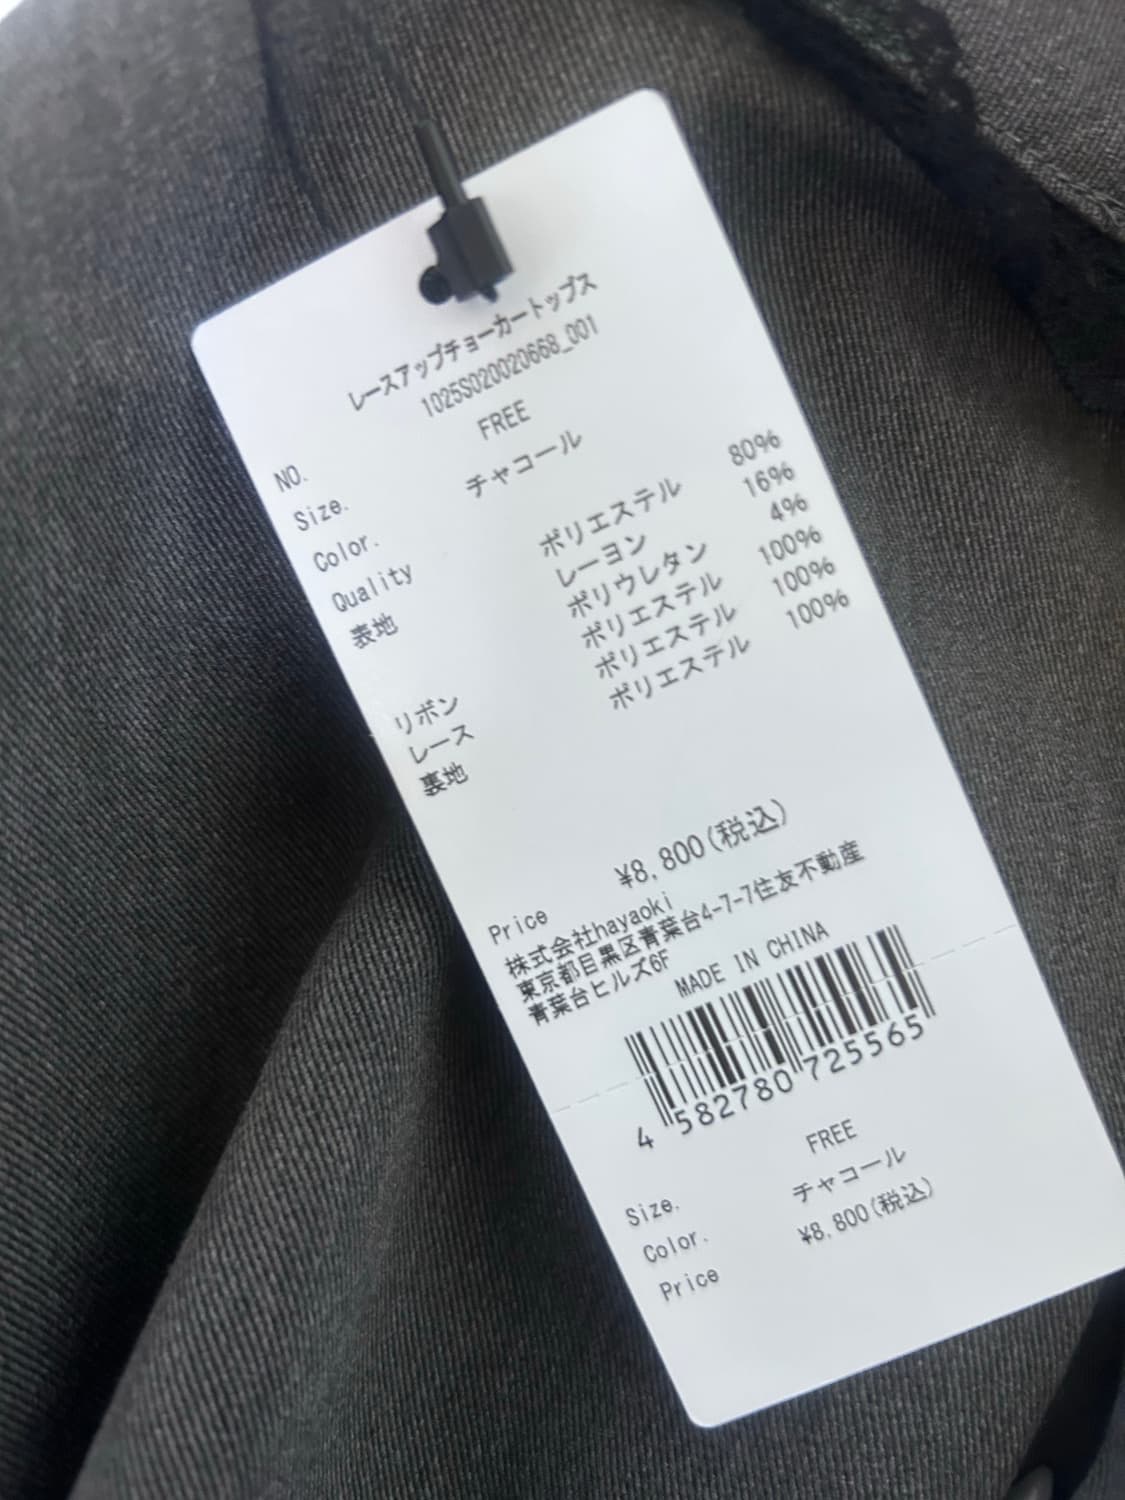 レースアップチョーカートップス
NO. 1025S020020668_001
Size. FREE
Color. チャコール
Quality
表地 ポリエステル 80%
レーヨン 16%
ポリウレタン 4%
リボン ポリエステル 100%
レース ポリエステル 100%
裏地 ポリエステル 100%
Price ¥8,800(税込)
株式会社hayaoki
東京都目黒区青葉台4-7-7住友不動産
青葉台ヒルズ6F
MADE IN CHINA
4 582780 725565
Size. FREE
Color. チャコール
Price ¥8,800(税込)